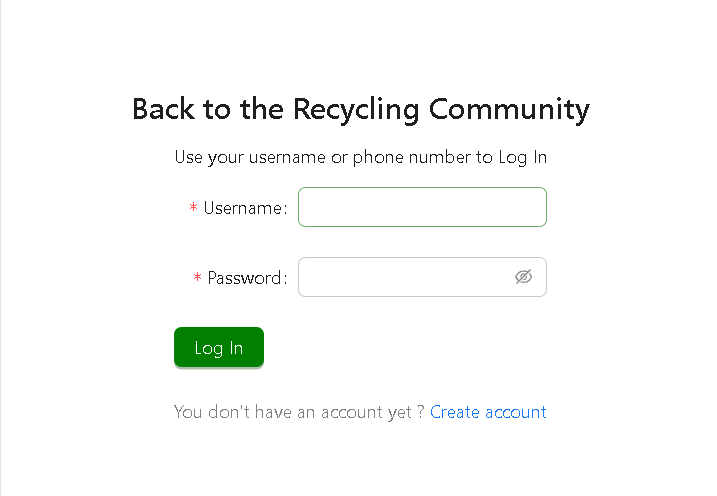 Back to the Recycling Community
Use your username or phone number to Log In
* Username:
* Password:
Log In
You don't have an account yet ? Create account